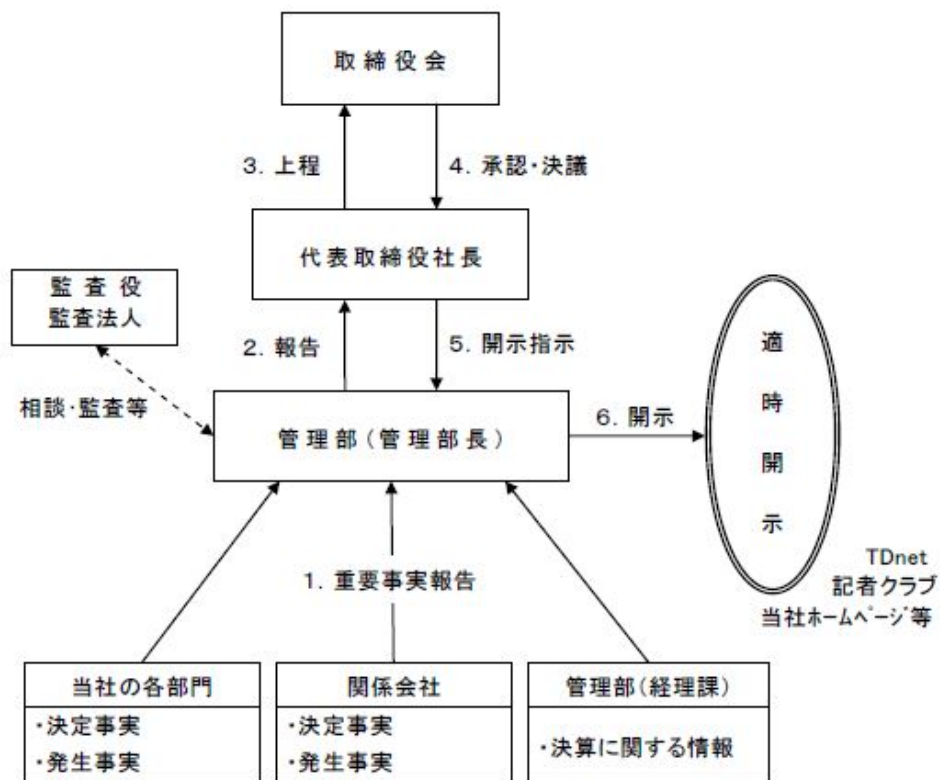 取締役会
3. 上程
4. 承認・決議
代表取締役社長
監査役
監査法人
2. 報告
5. 開示指示
適時開示
相談・監査等
管理部(管理部長)
6. 開示
TDnet
記者クラブ
当社ホームページ等
1. 重要事実報告
当社の各部門
・決定事実
・発生事実
関係会社
・決定事実
・発生事実
管理部(経理課)
・決算に関する情報